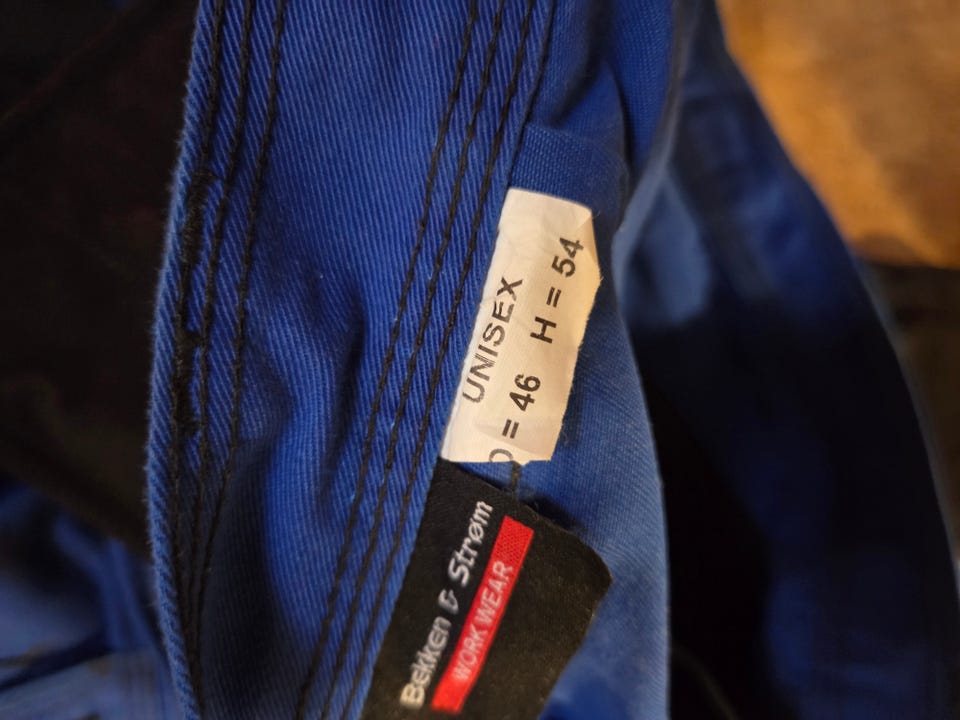 UNISEX
D = 46 H = 54
Bekken & Strøm
WORK WEAR